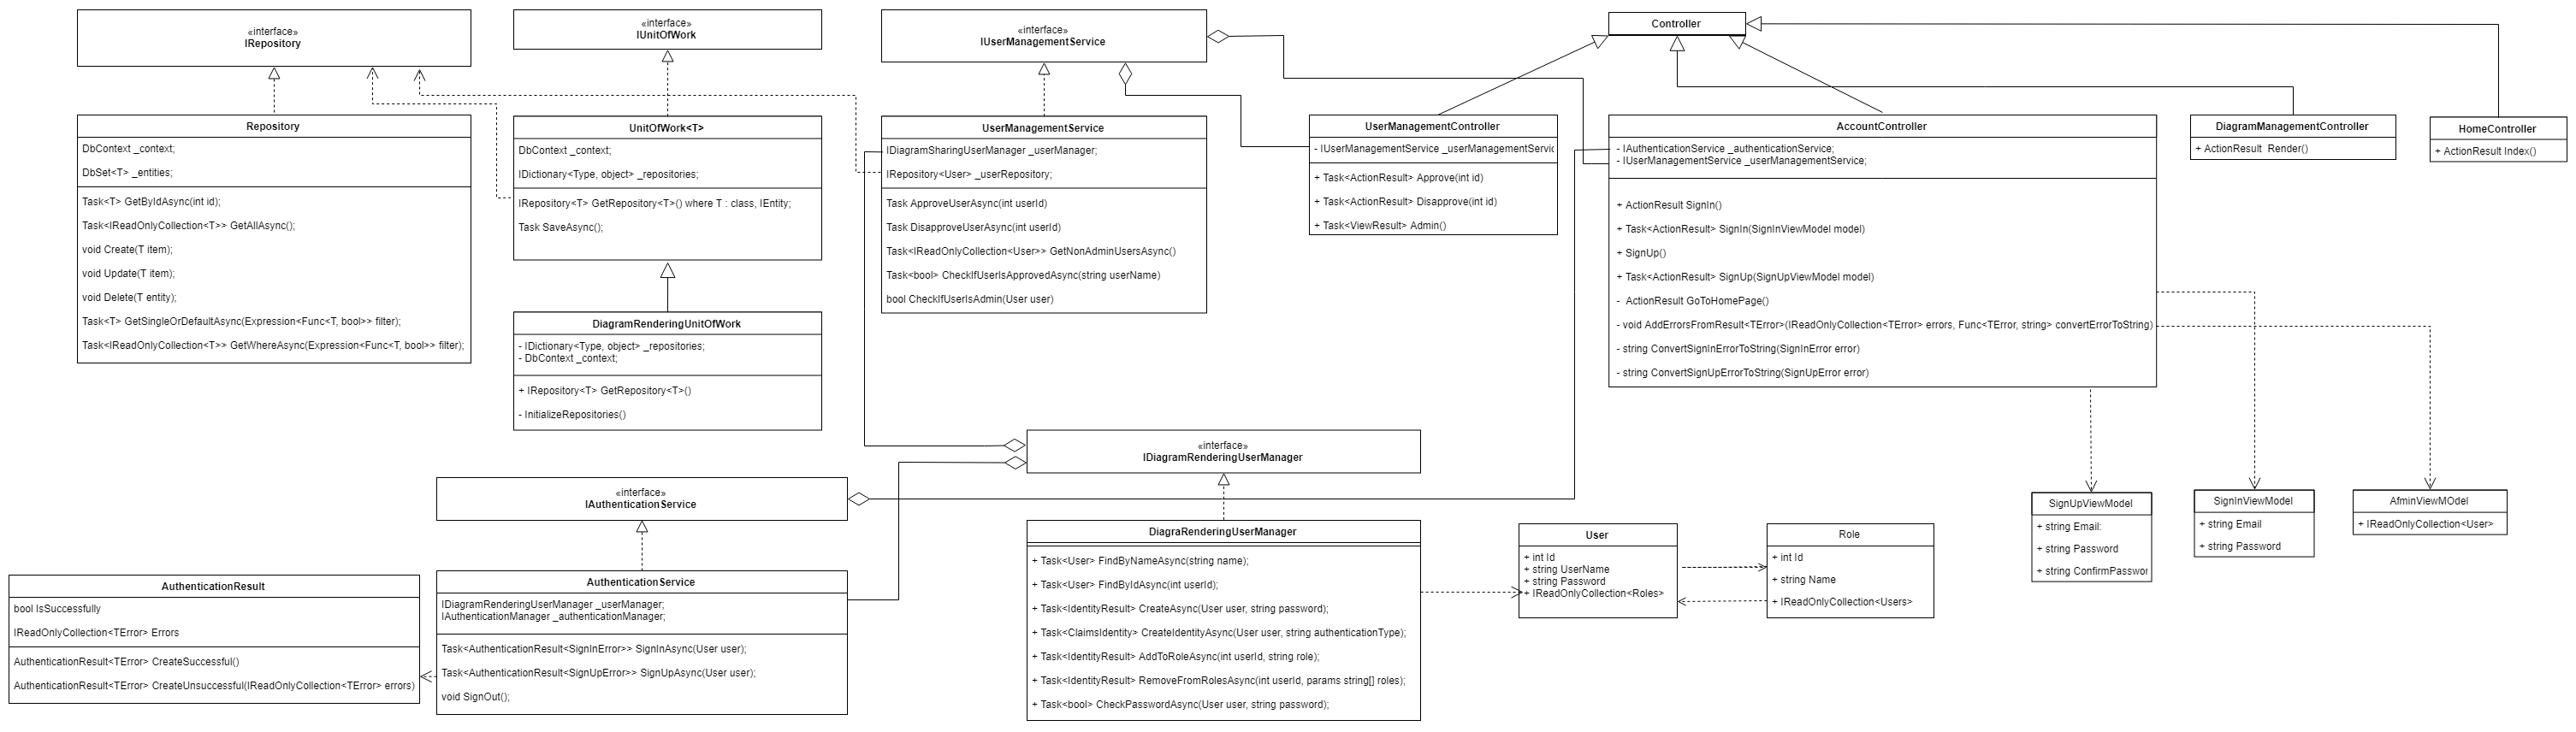 «interface»
IRepository
«interface»
IUnitOfWork
«interface»
IUserManagementService
Controller
Repository
DbContext _context;
DbSet<T> _entities;
Task<T> GetByIdAsync(int id);
Task<IReadOnlyCollection<T>> GetAllAsync();
void Create(T item);
void Update(T item);
void Delete(T entity);
Task<T> GetSingleOrDefaultAsync(Expression<Func<T, bool>> filter);
Task<IReadOnlyCollection<T>> GetWhereAsync(Expression<Func<T, bool>> filter);
UnitOfWork<T>
DbContext _context;
IDictionary<Type, object> _repositories;
IRepository<T> GetRepository<T>() where T : class, IEntity;
Task SaveAsync();
DiagramRenderingUnitOfWork
- IDictionary<Type, object> _repositories;
- DbContext _context;
+ IRepository<T> GetRepository<T>()
- InitializeRepositories()
UserManagementService
IDiagramSharingUserManager _userManager;
IRepository<User> _userRepository;
Task ApproveUserAsync(int userId)
Task DisapproveUserAsync(int userId)
Task<IReadOnlyCollection<User>> GetNonAdminUsersAsync()
Task<bool> CheckIfUserIsApprovedAsync(string userName)
bool CheckIfUserIsAdmin(User user)
UserManagementController
- IUserManagementService _userManagementServic
+ Task<ActionResult> Approve(int id)
+ Task<ActionResult> Disapprove(int id)
+ Task<ViewResult> Admin()
AccountController
- IAuthenticationService _authenticationService;
- IUserManagementService _userManagementService;
+ ActionResult SignIn()
+ Task<ActionResult> SignIn(SignInViewModel model)
+ SignUp()
+ Task<ActionResult> SignUp(SignUpViewModel model)
- ActionResult GoToHomePage()
- void AddErrorsFromResult<TError>(IReadOnlyCollection<TError> errors, Func<TError, string> convertErrorToString)
- string ConvertSignInErrorToString(SignInError error)
- string ConvertSignUpErrorToString(SignUpError error)
DiagramManagementController
+ ActionResult Render()
HomeController
+ ActionResult Index()
«interface»
IDiagramRenderingUserManager
«interface»
IAuthenticationService
AuthenticationResult
bool IsSuccessfully
IReadOnlyCollection<TError> Errors
AuthenticationResult<TError> CreateSuccessful()
AuthenticationResult<TError> CreateUnsuccessful(IReadOnlyCollection<TError> errors)
AuthenticationService
IDiagramRenderingUserManager _userManager;
IAuthenticationManager _authenticationManager;
Task<AuthenticationResult<SignInError>> SignInAsync(User user);
Task<AuthenticationResult<SignUpError>> SignUpAsync(User user);
void SignOut();
DiagraRenderingUserManager
+ Task<User> FindByNameAsync(string name);
+ Task<User> FindByIdAsync(int userId);
+ Task<IdentityResult> CreateAsync(User user, string password);
+ Task<ClaimsIdentity> CreateIdentityAsync(User user, string authenticationType);
+ Task<IdentityResult> AddToRoleAsync(int userId, string role);
+ Task<IdentityResult> RemoveFromRolesAsync(int userId, params string[] roles);
+ Task<bool> CheckPasswordAsync(User user, string password);
User
+ int Id
+ string UserName
+ string Password
+ IReadOnlyCollection<Roles>
Role
+ int Id
+ string Name
+ IReadOnlyCollection<Users>
SignUpViewModel
+ string Email:
+ string Password
+ string ConfirmPasswor
SignInViewModel
+ string Email
+ string Password
AfminViewMOdel
+ IReadOnlyCollection<User>